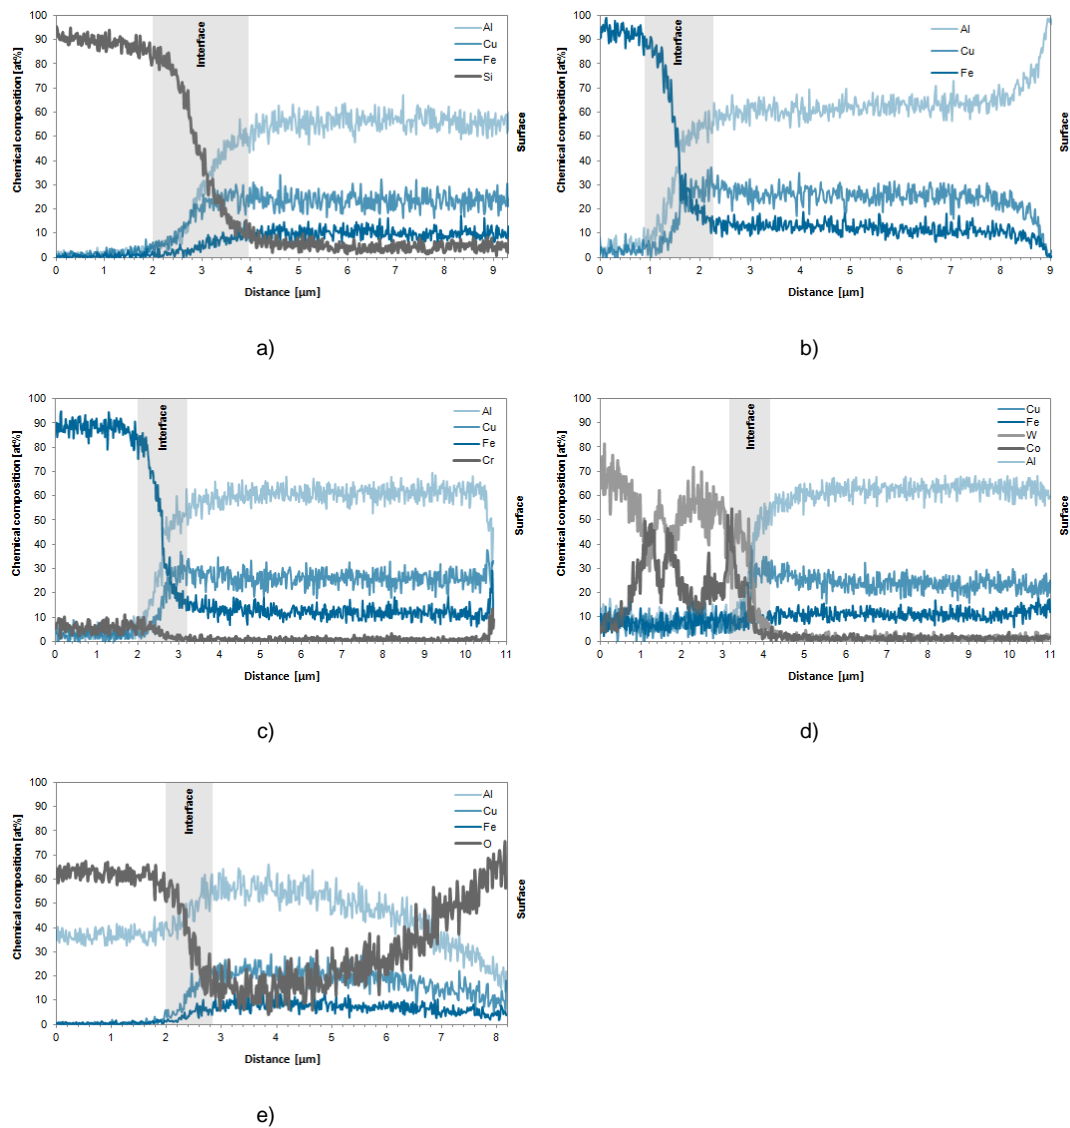 100
90
80
70
60
50
40
30
20
10
0
Chemical composition [at%]
Interface
Al
Cu
Fe
Si
Surface
0 1 2 3 4 5 6 7 8 9
Distance [µm]
a)
100
90
80
70
60
50
40
30
20
10
0
Chemical composition [at%]
Interface
Al
Cu
Fe
Surface
0 1 2 3 4 5 6 7 8 9
Distance [µm]
b)
100
90
80
70
60
50
40
30
20
10
0
Chemical composition [at%]
Interface
Al
Cu
Fe
Cr
Surface
0 1 2 3 4 5 6 7 8 9 10 11
Distance [µm]
c)
100
90
80
70
60
50
40
30
20
10
0
Chemical composition [at%]
Interface
Cu
Fe
W
Co
Al
Surface
0 1 2 3 4 5 6 7 8 9 10 11
Distance [µm]
d)
100
90
80
70
60
50
40
30
20
10
0
Chemical composition [at%]
Interface
Al
Cu
Fe
O
Surface
0 1 2 3 4 5 6 7 8
Distance [µm]
e)